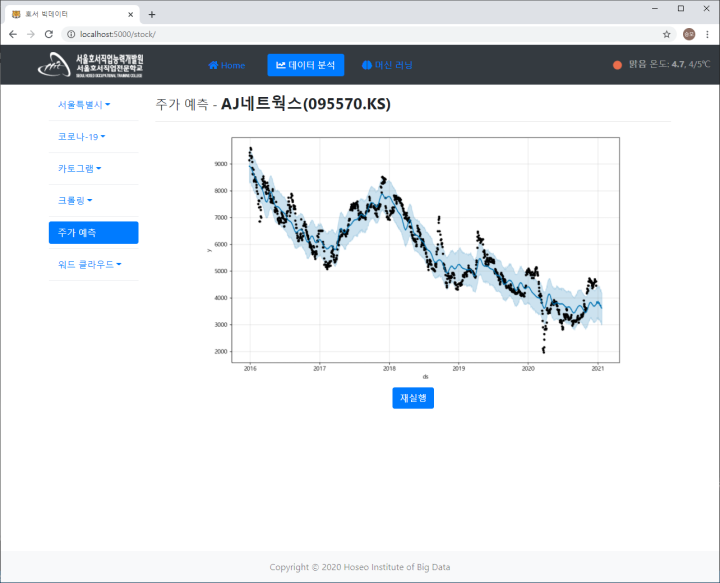 호서 빅데이터
localhost:5000/stock/
서울호서직업능력개발원
서울호서직업전문학교
SEOUL HOSEO OCCUPATIONAL TRAINING COLLEGE
Home
데이터 분석
머신 러닝
맑음 온도: 4.7, 4/5℃
서울특별시
코로나-19
카토그램
크롤링
주가 예측
워드 클라우드
주가 예측 - AJ네트웍스(095570.KS)
9000
8000
7000
6000
5000
4000
3000
2000
y
2016 2017 2018 2019 2020 2021
ds
재실행
Copyright © 2020 Hoseo Institute of Big Data